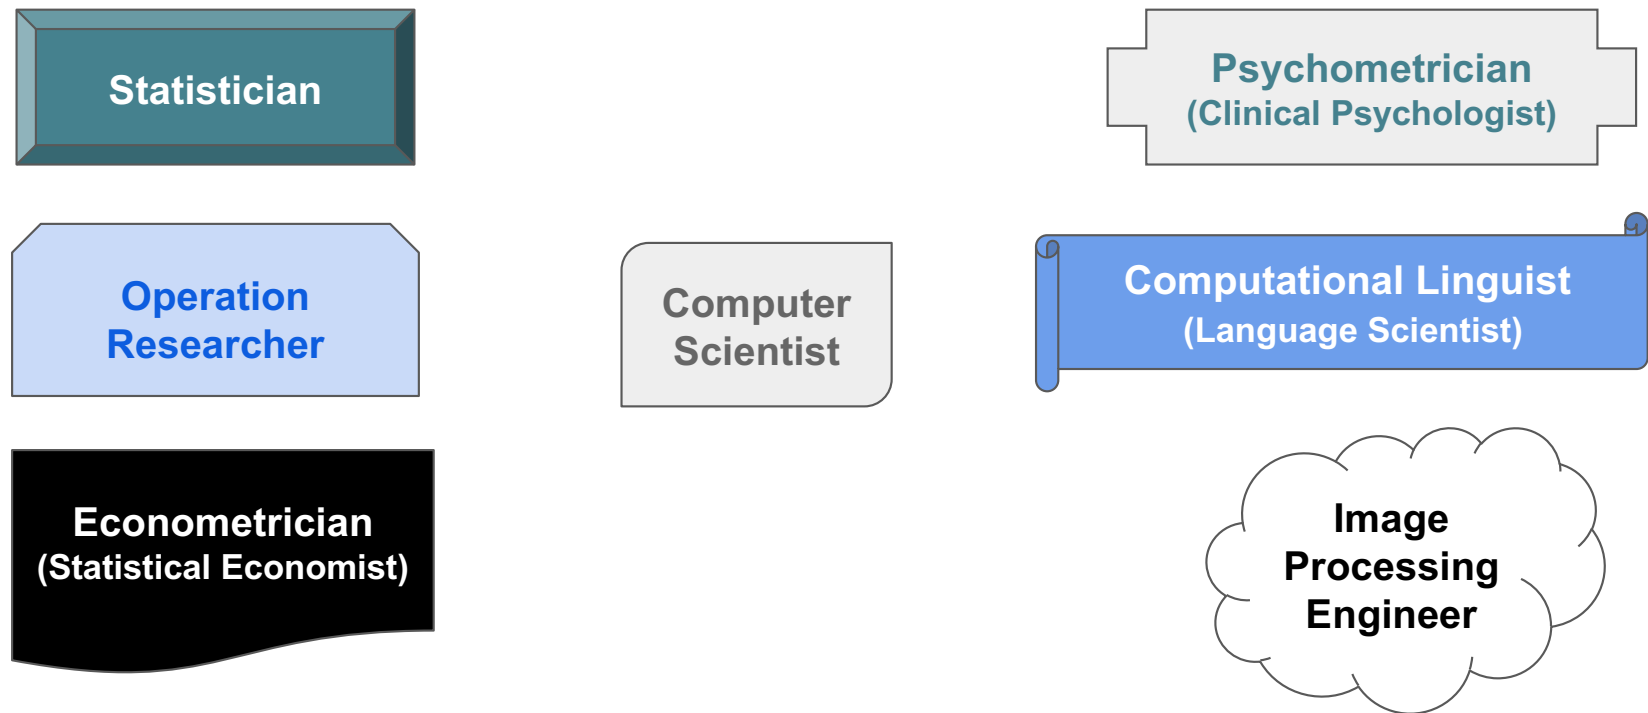 Statistician
Psychometrician
(Clinical Psychologist)
Operation
Researcher
Computer
Scientist
Computational Linguist
(Language Scientist)
Econometrician
(Statistical Economist)
Image
Processing
Engineer